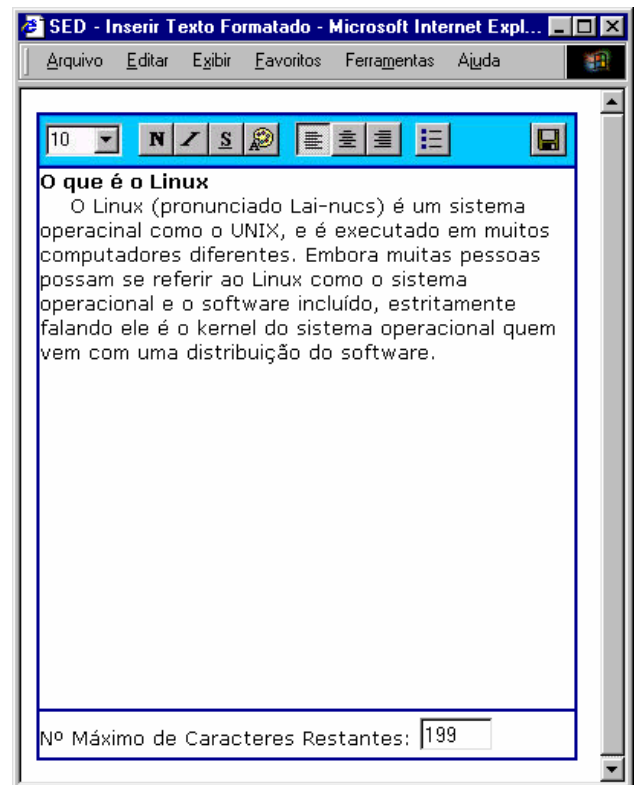 SED - Inserir Texto Formatado - Microsoft Internet Expl...
Arquivo Editar Exibir Favoritos Ferramentas Ajuda
10 N I S A
O que é o Linux
O Linux (pronunciado Lai-nucs) é um sistema
operacinal como o UNIX, e é executado em muitos
computadores diferentes. Embora muitas pessoas
possam se referir ao Linux como o sistema
operacional e o software incluído, estritamente
falando ele é o kernel do sistema operacional quem
vem com uma distribuição do software.
Nº Máximo de Caracteres Restantes: 199